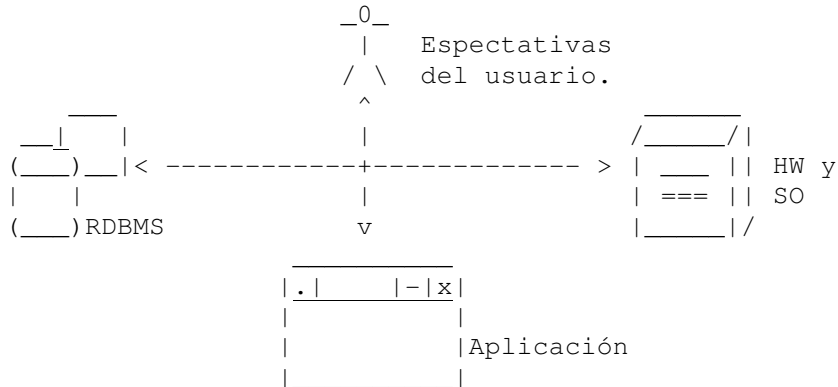 Espectativas
del usuario.
HW y
SO
RDBMS
Aplicación